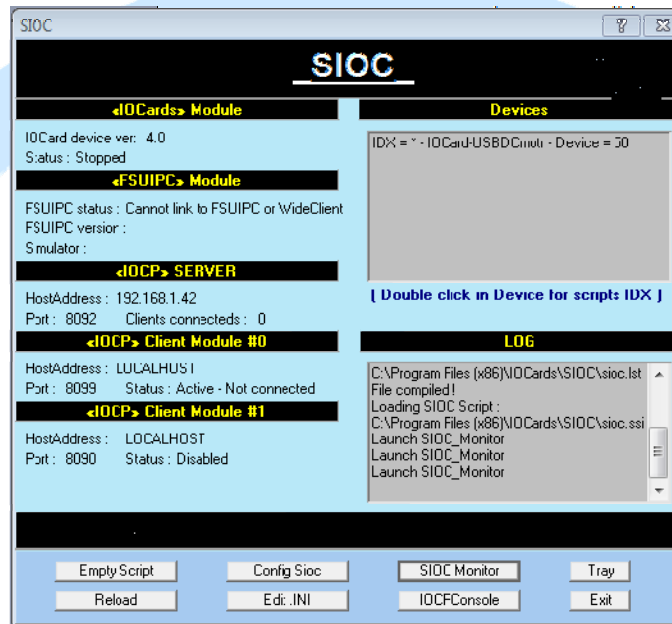 SIOC
_SIOC_
«IOCards» Module
IOCard device ver: 4.0
Status : Stopped
«FSUIPC» Module
FSUIPC status : Cannot link to FSUIPC or WideClient
FSUIPC version :
Simulator :
«IOCP» SERVER
HostAddress : 192.168.1.42
Port : 8092 Clients connecteds : 0
«IOCP» Client Module #0
HostAddress : LOCALHOST
Port : 8099 Status : Active - Not connected
«IOCP» Client Module #1
HostAddress : LOCALHOST
Port : 8090 Status : Disabled
Devices
IDX = * - IOCard-USBDCmotr - Device = 50
[ Double click in Device for scripts IDX ]
LOG
C:\Program Files (x86)\IOCards\SIOC\sioc.lst
File compiled!
Loading SIOC Script :
C:\Program Files (x86)\IOCards\SIOC\sioc.ssi
Launch SIOC_Monitor
Launch SIOC_Monitor
Launch SIOC_Monitor
Empty Script Config Sioc SIOC Monitor Tray
Reload Edit .INI IOCPConsole Exit